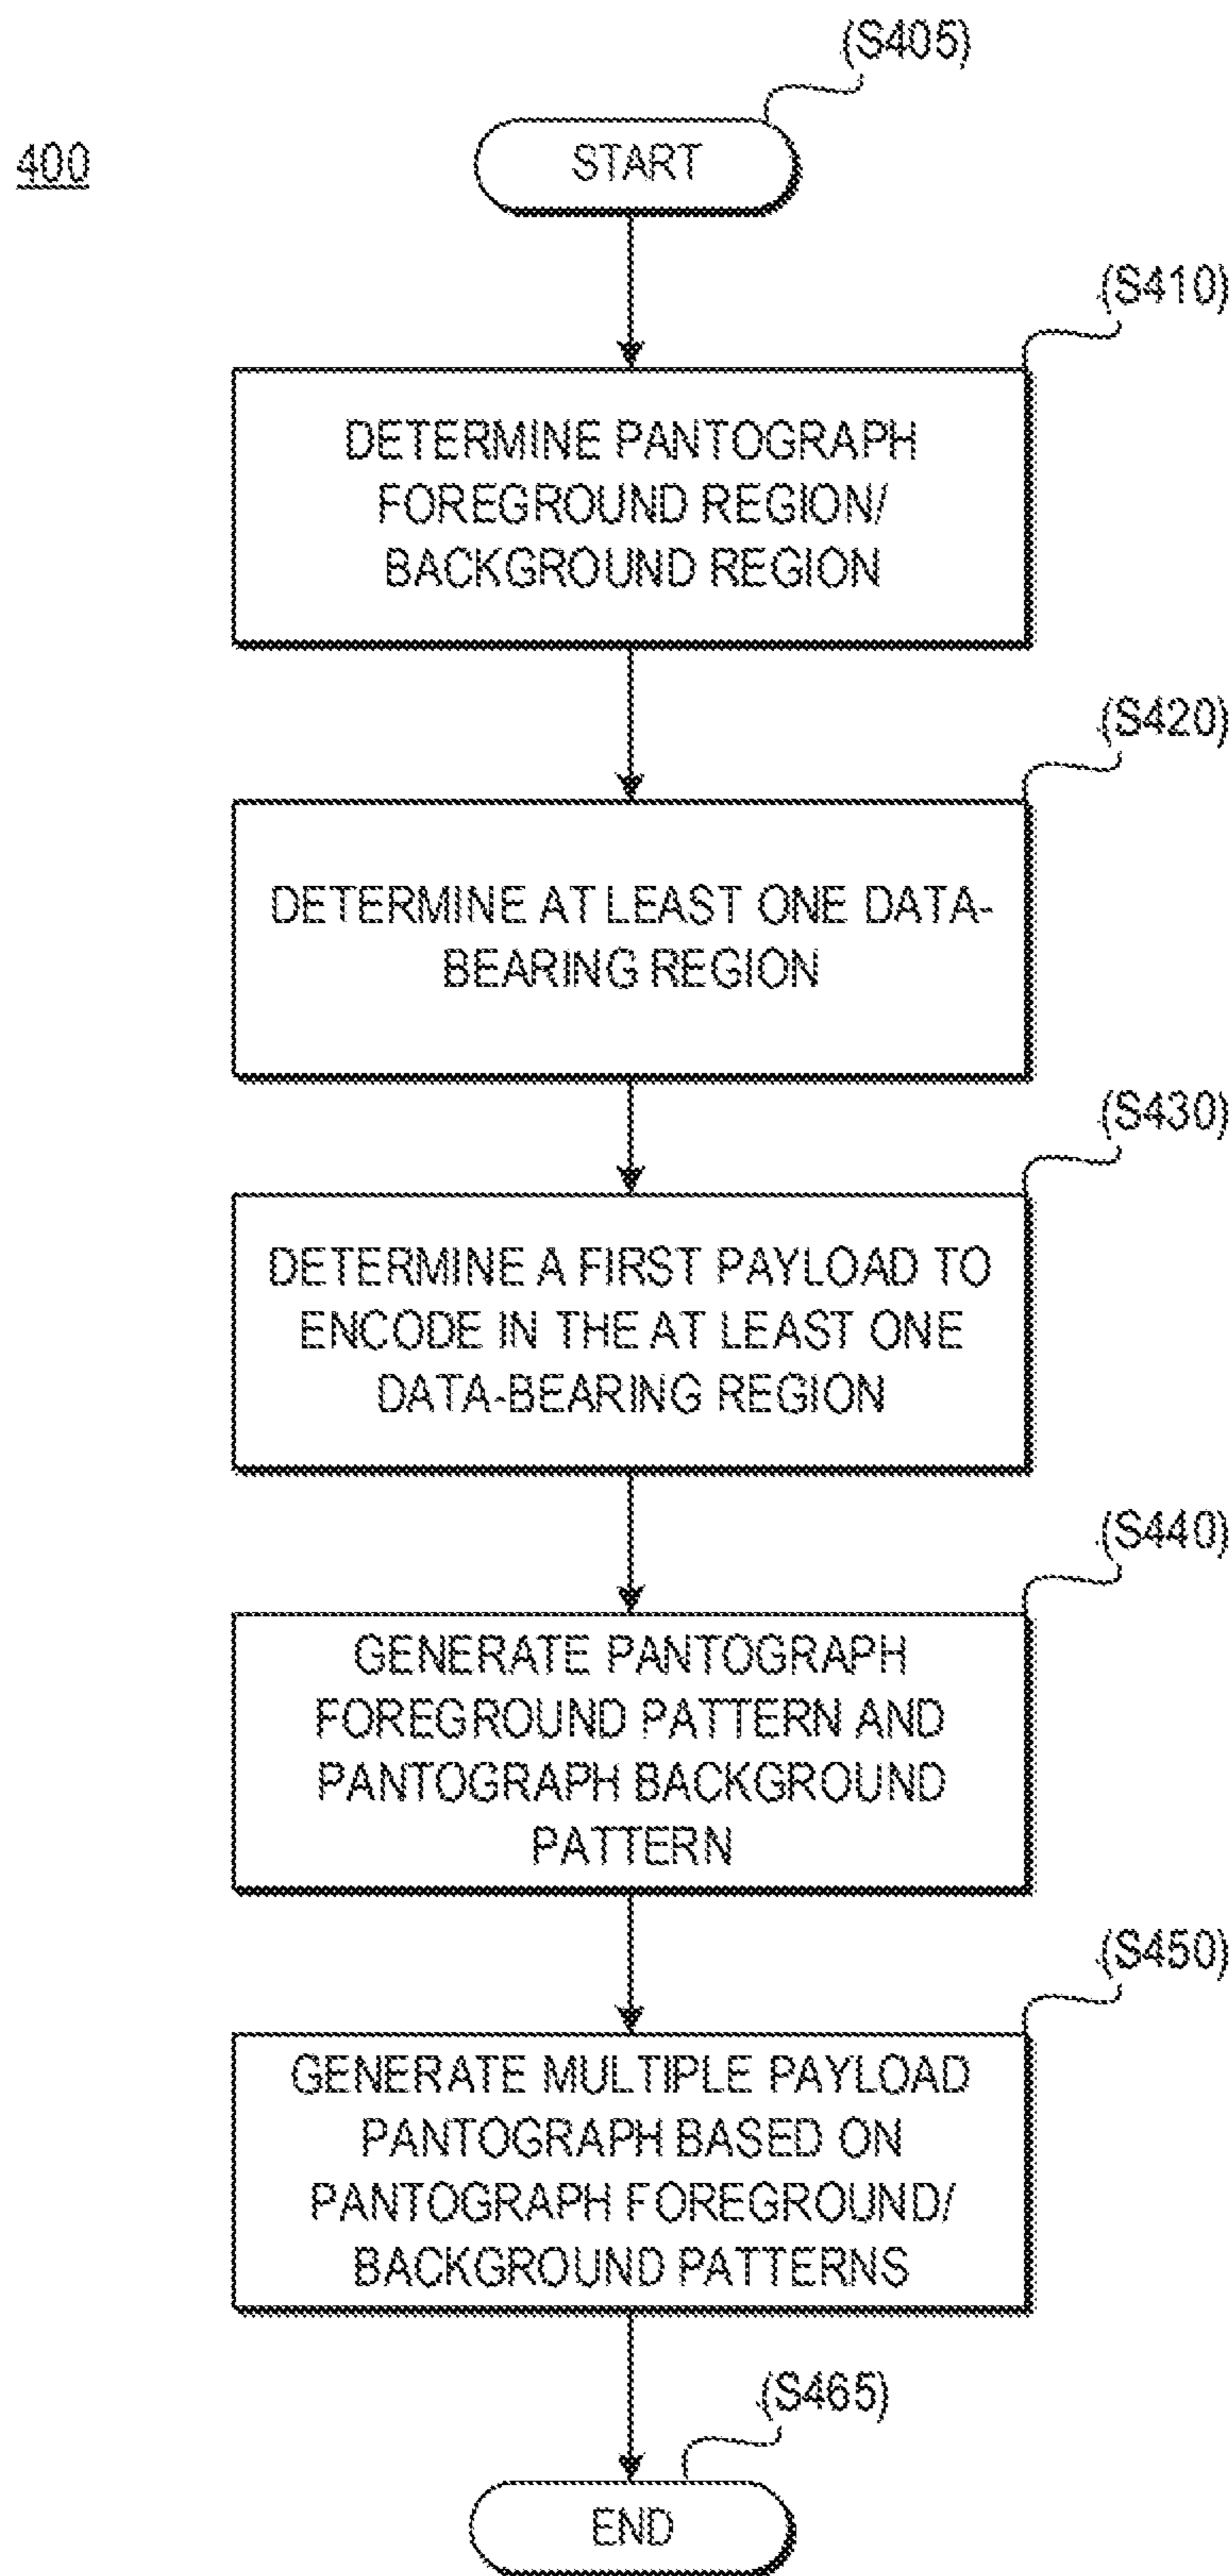 (S405)
400
START
(S410)
DETERMINE PANTOGRAPH
FOREGROUND REGION/
BACKGROUND REGION
(S420)
DETERMINE AT LEAST ONE DATA-
BEARING REGION
(S430)
DETERMINE A FIRST PAYLOAD TO
ENCODE IN THE AT LEAST ONE
DATA-BEARING REGION
(S440)
GENERATE PANTOGRAPH
FOREGROUND PATTERN AND
PANTOGRAPH BACKGROUND
PATTERN
(S450)
GENERATE MULTIPLE PAYLOAD
PANTOGRAPH BASED ON
PANTOGRAPH FOREGROUND/
BACKGROUND PATTERNS
(S465)
END